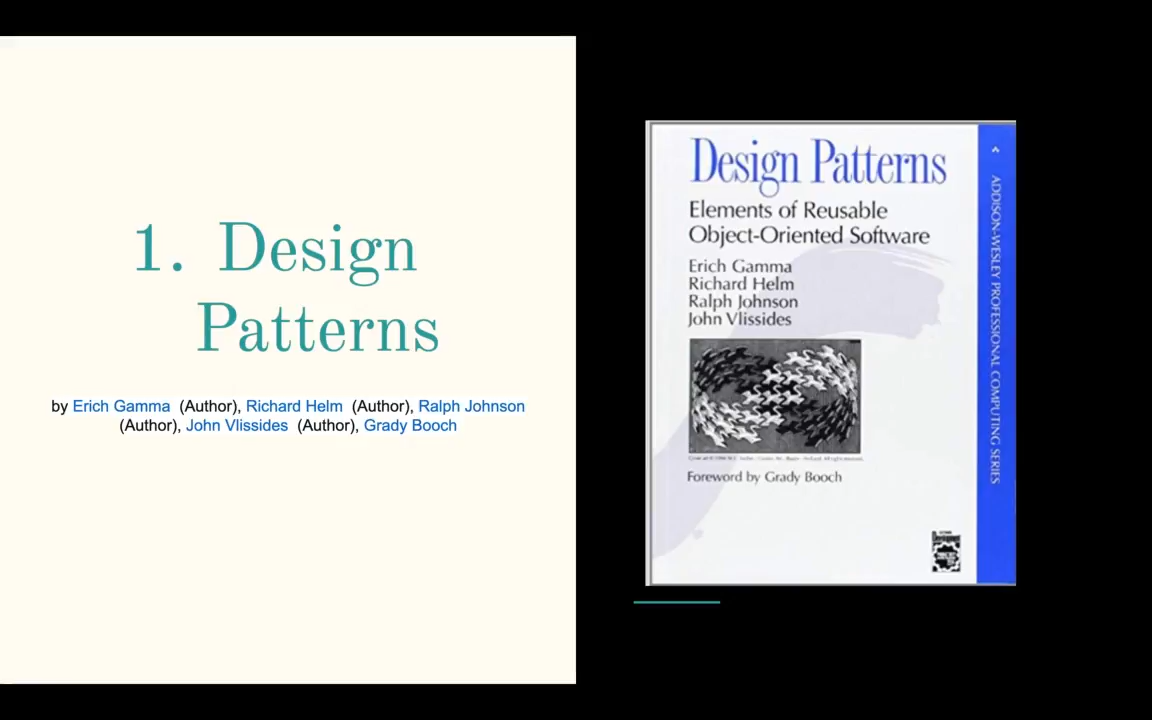 1. Design
Patterns
by Erich Gamma (Author), Richard Helm (Author), Ralph Johnson
(Author), John Vlissides (Author), Grady Booch
Design Patterns
Elements of Reusable
Object-Oriented Software
Erich Gamma
Richard Helm
Ralph Johnson
John Vlissides
Foreword by Grady Booch
ADDISON-WESLEY PROFESSIONAL COMPUTING SERIES